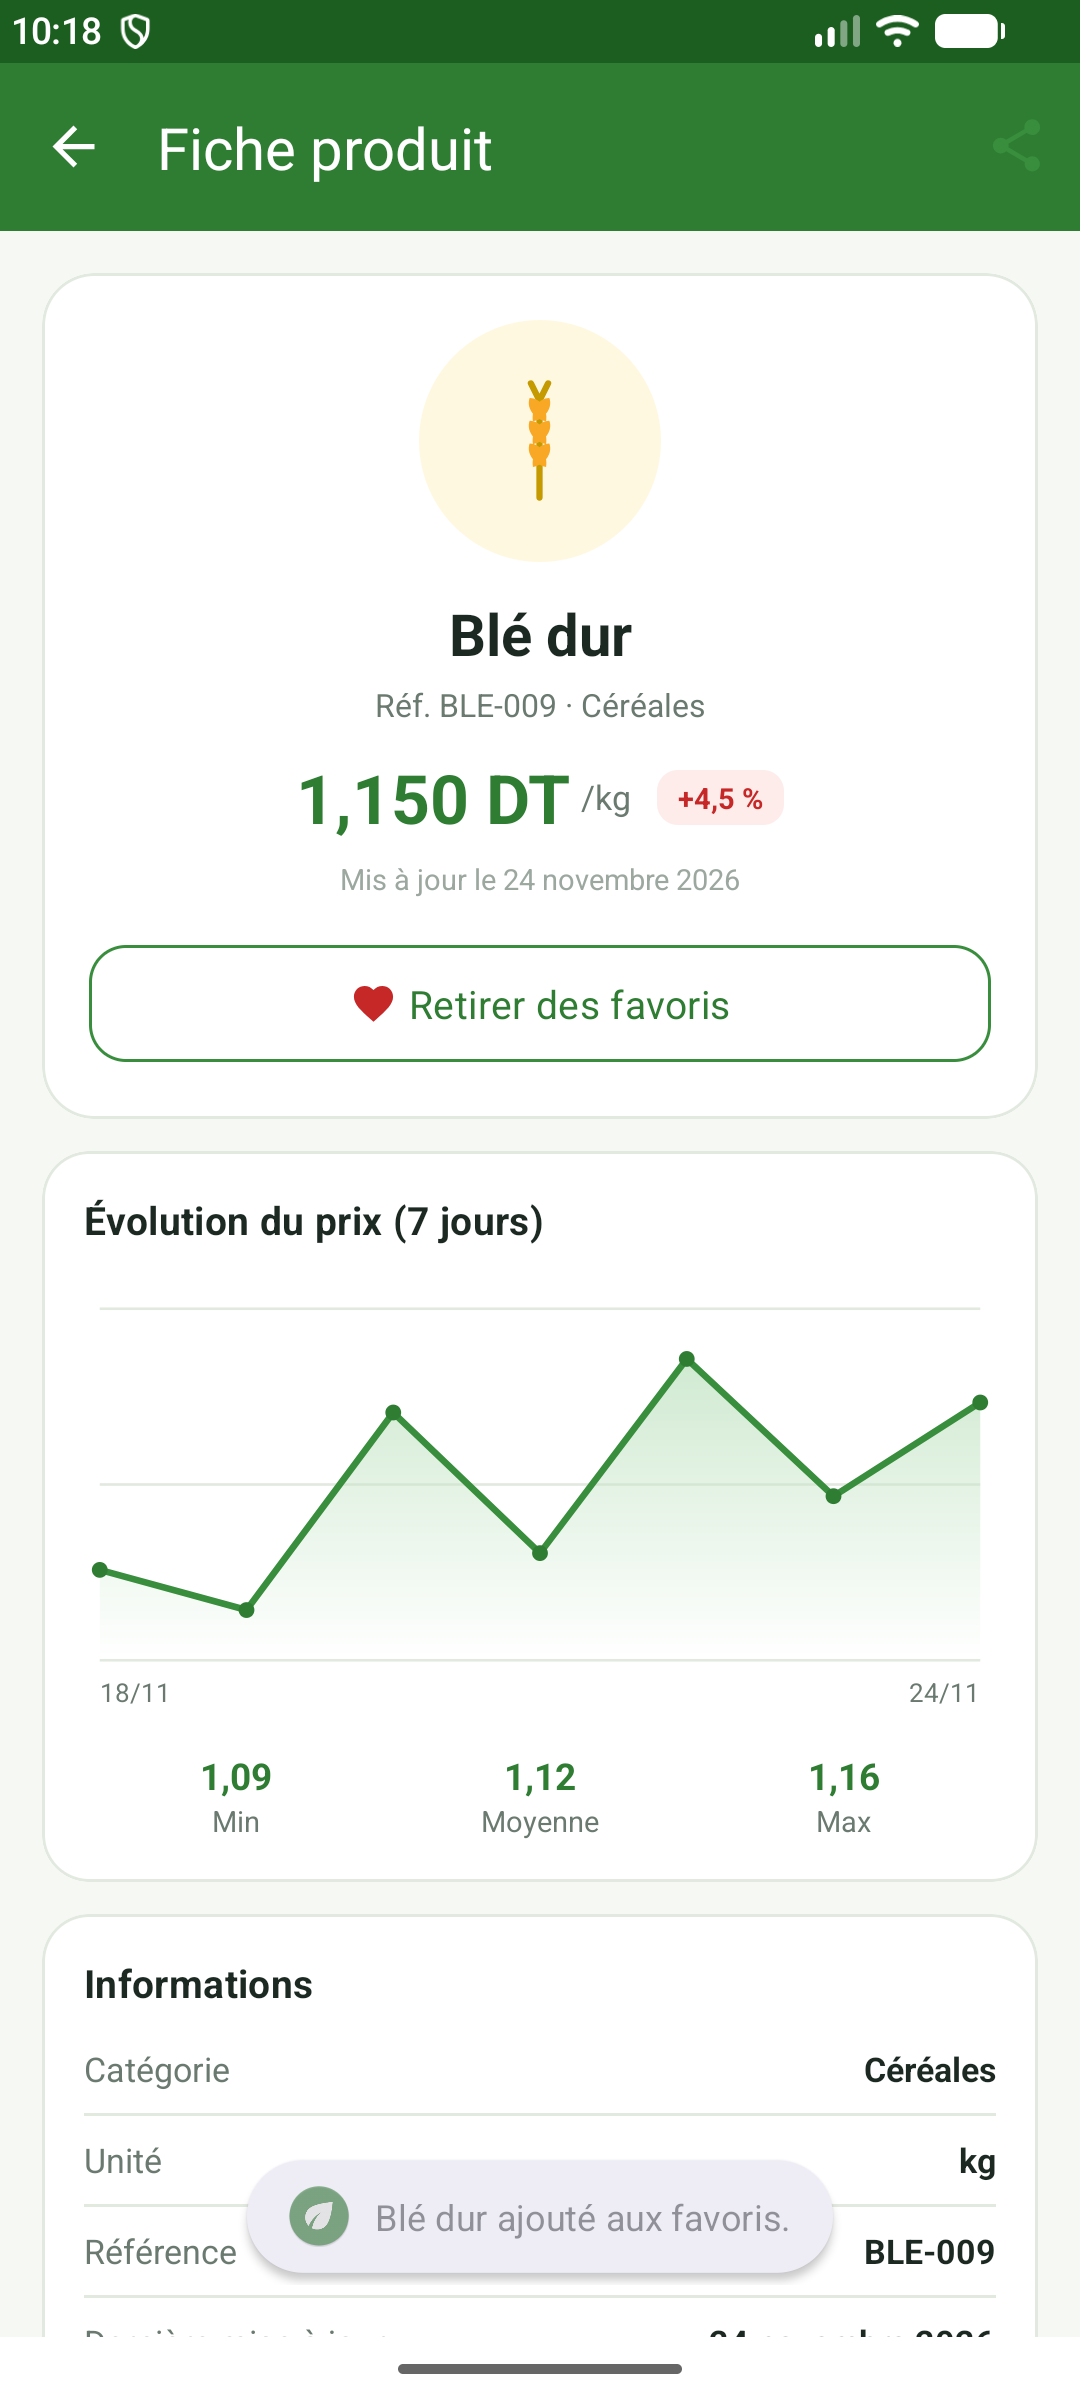 10:18
Fiche produit
Blé dur
Réf. BLE-009 · Céréales
1,150 DT /kg +4,5 %
Mis à jour le 24 novembre 2026
Retirer des favoris
Évolution du prix (7 jours)
18/11 24/11
1,09 1,12 1,16
Min Moyenne Max
Informations
Catégorie Céréales
Unité kg
Blé dur ajouté aux favoris.
Référence BLE-009